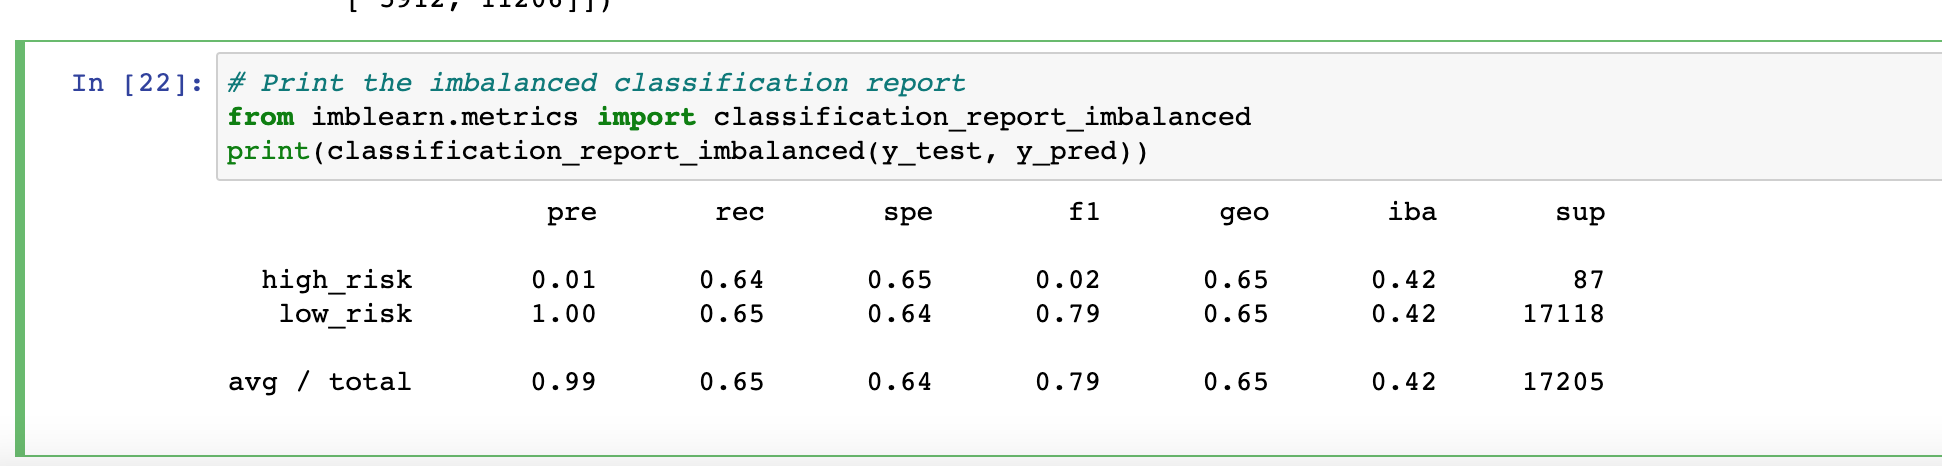 [ 5912, 11206]])
In [22]: # Print the imbalanced classification report
from imblearn.metrics import classification_report_imbalanced
print(classification_report_imbalanced(y_test, y_pred))
pre rec spe f1 geo iba sup
high_risk 0.01 0.64 0.65 0.02 0.65 0.42 87
low_risk 1.00 0.65 0.64 0.79 0.65 0.42 17118
avg / total 0.99 0.65 0.64 0.79 0.65 0.42 17205